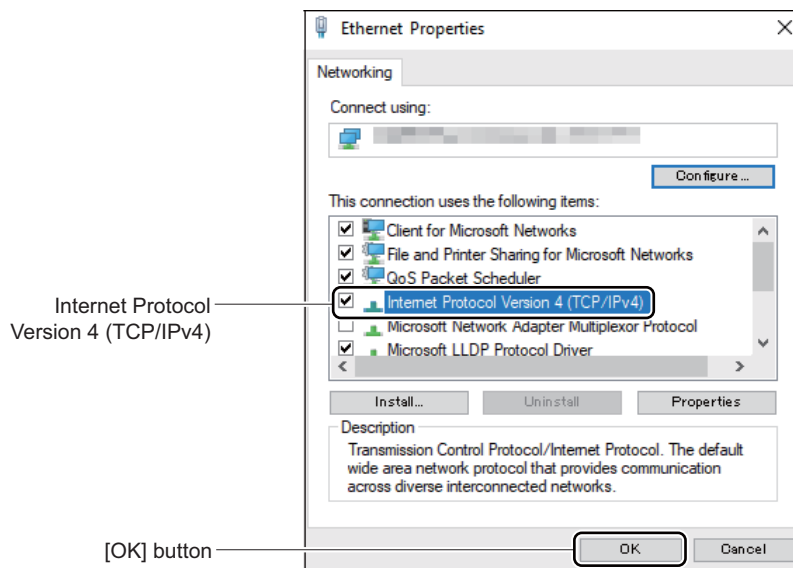 Ethernet Properties
Networking
Connect using:
Configure...
This connection uses the following items:
Client for Microsoft Networks
File and Printer Sharing for Microsoft Networks
QoS Packet Scheduler
Internet Protocol Version 4 (TCP/IPv4)
Microsoft Network Adapter Multiplexor Protocol
Microsoft LLDP Protocol Driver
Internet Protocol
Version 4 (TCP/IPv4)
Install...
Uninstall
Properties
Description
Transmission Control Protocol/Internet Protocol. The default
wide area network protocol that provides communication
across diverse interconnected networks.
[OK] button
OK
Cancel